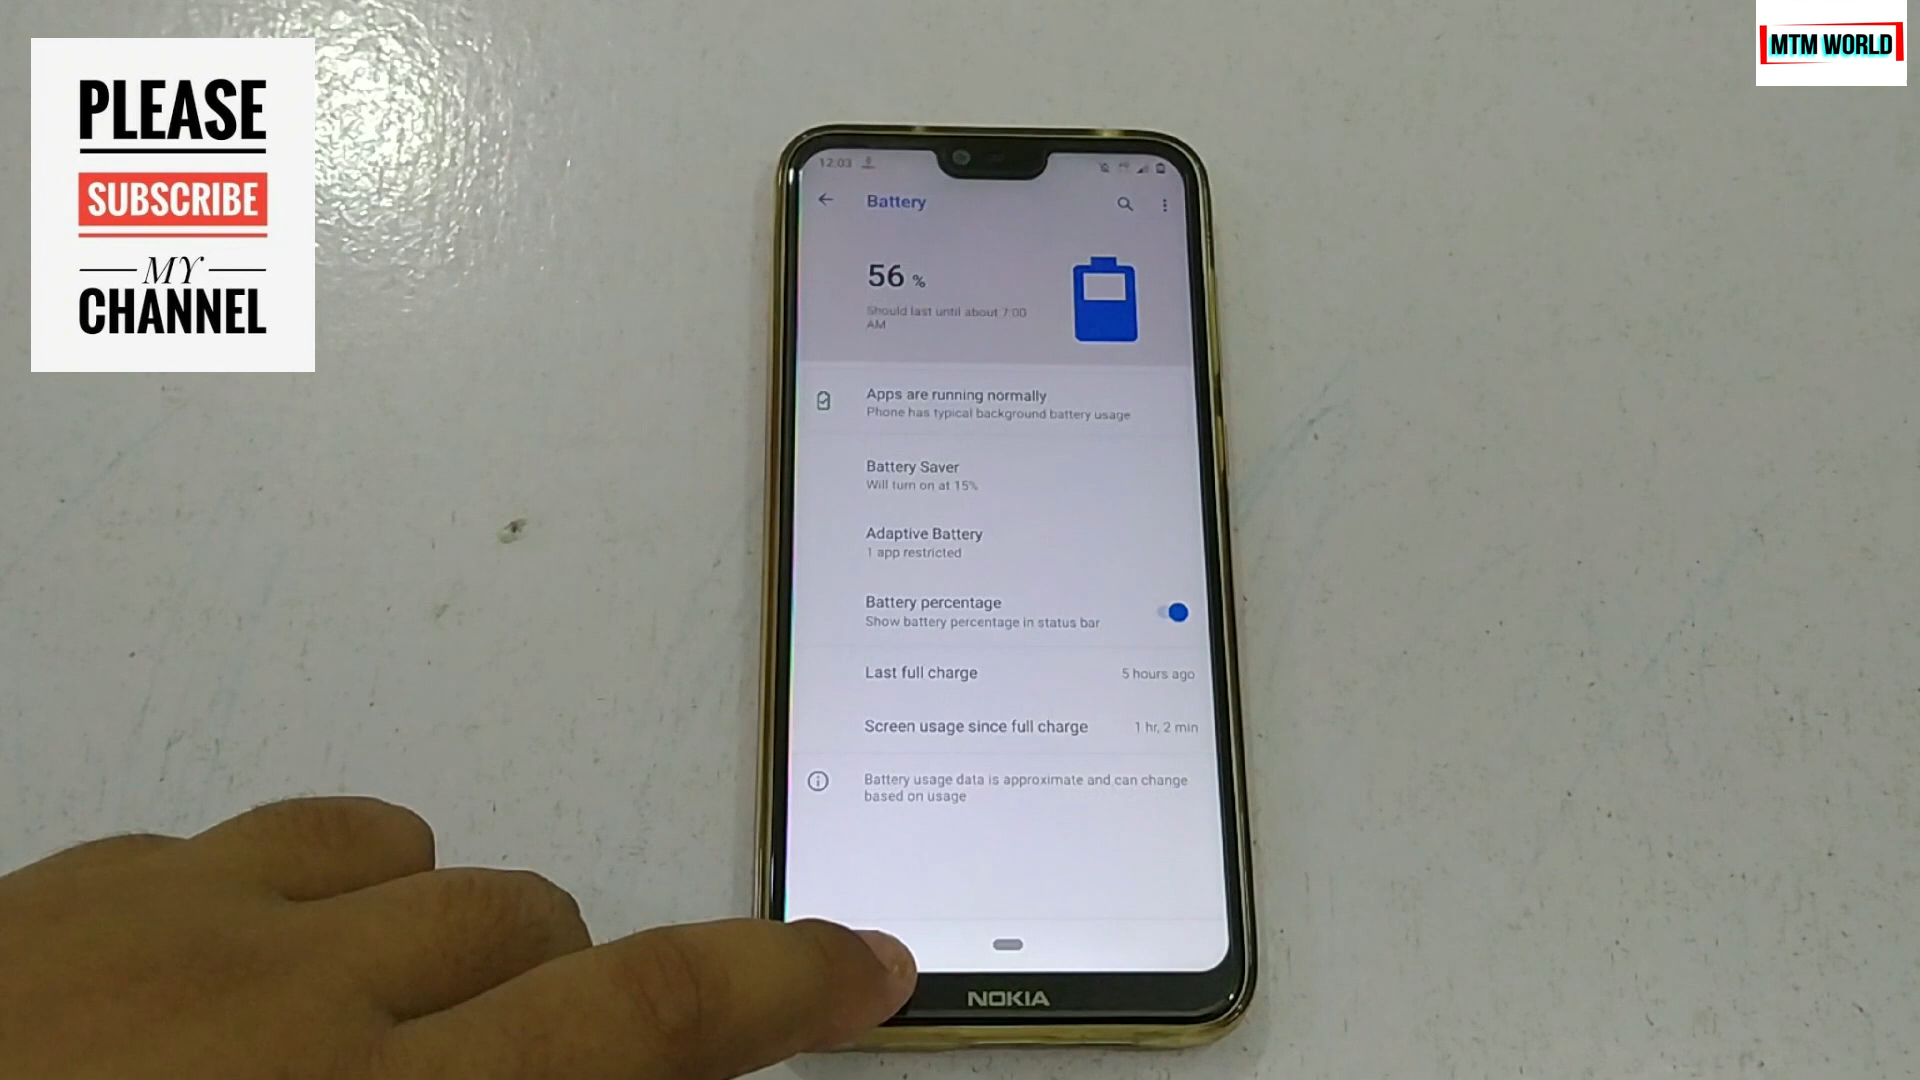 PLEASE
SUBSCRIBE
MY
CHANNEL
MTM WORLD
12:03
Battery
56 %
Should last until about 7:00
AM
Apps are running normally
Phone has typical background battery usage
Battery Saver
Will turn on at 15%
Adaptive Battery
1 app restricted
Battery percentage
Show battery percentage in status bar
Last full charge 5 hours ago
Screen usage since full charge 1 hr, 2 min
Battery usage data is approximate and can change
based on usage
NOKIA